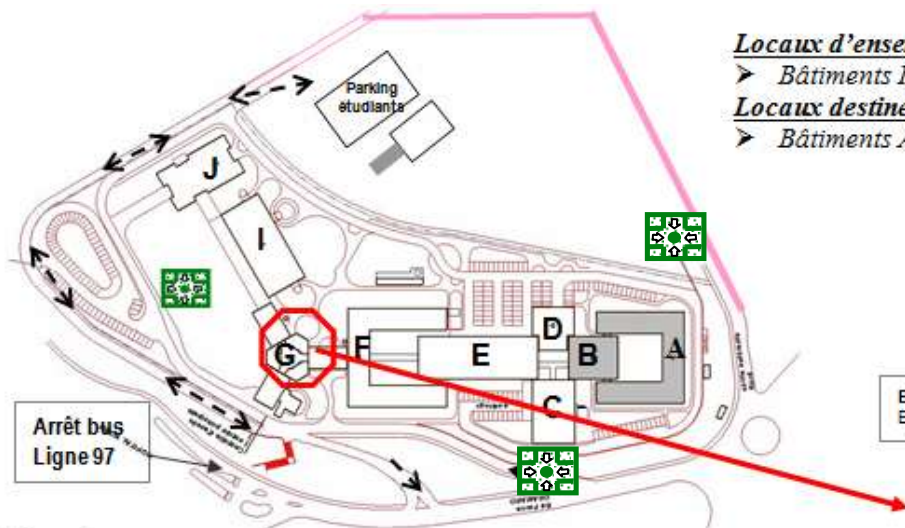 Locaux d'ense
➤ Bâtiments
Locaux destiné
➤ Bâtiments A
Parking
étudiants
J
I
G
F
E
D
B
A
C
Arrêt bus
Ligne 97